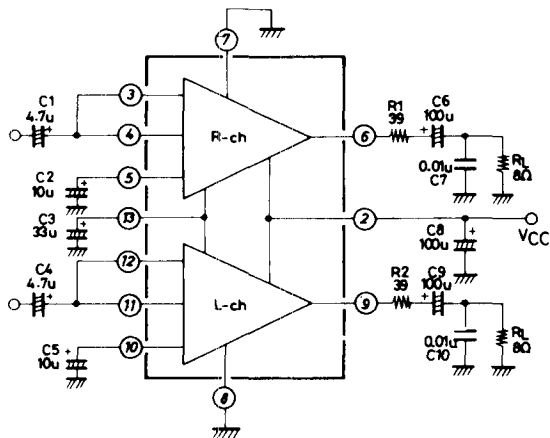 7
C1
4.7u
+
3
4
R-ch
6
R1
39
+
C6
100u
0.01u
C7
RL
8Ω
C2
10u
+
5
C3
33u
+
13
2
+
C8
100u
VCC
C4
4.7u
+
12
11
L-ch
9
R2
39
+
C9
100u
0.01u
C10
RL
8Ω
C5
10u
+
10
8